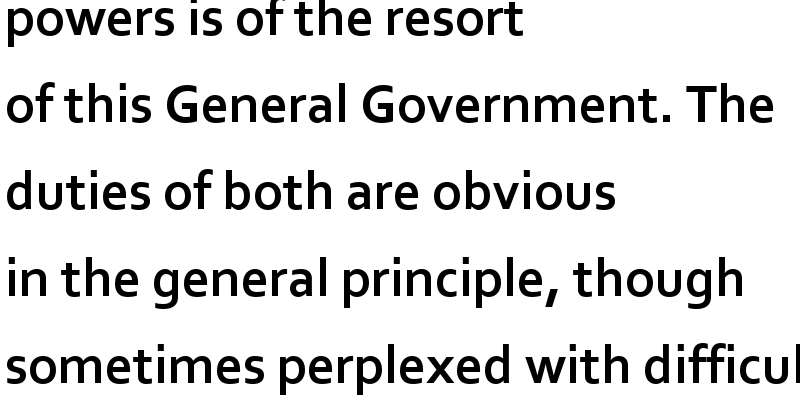 powers is of the resort
of this General Government. The
duties of both are obvious
in the general principle, though
sometimes perplexed with